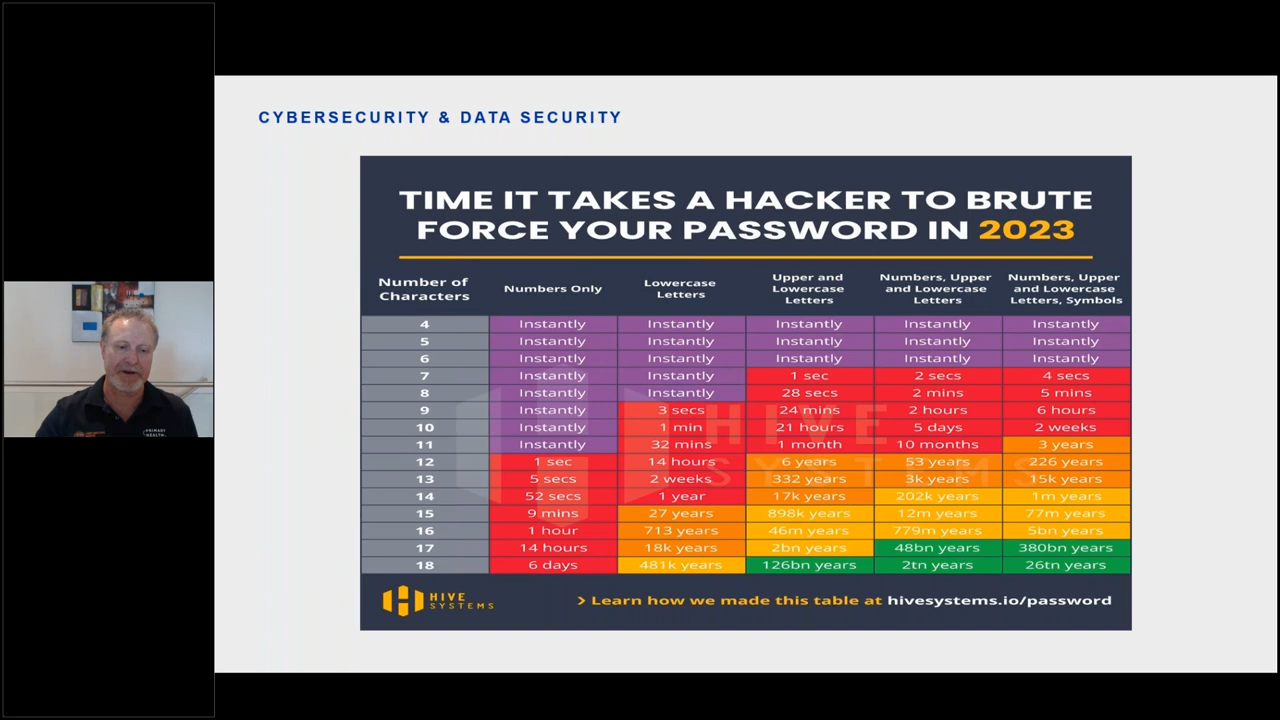 CYBERSECURITY & DATA SECURITY
TIME IT TAKES A HACKER TO BRUTE
FORCE YOUR PASSWORD IN 2023
Number of Characters Numbers Only Lowercase Letters Upper and Lowercase Letters Numbers, Upper and Lowercase Letters Numbers, Upper and Lowercase Letters, Symbols
4 Instantly Instantly Instantly Instantly Instantly
5 Instantly Instantly Instantly Instantly Instantly
6 Instantly Instantly Instantly Instantly Instantly
7 Instantly Instantly 1 sec 2 secs 4 secs
8 Instantly Instantly 28 secs 2 mins 5 mins
9 Instantly 3 secs 24 mins 2 hours 6 hours
10 Instantly 1 min 21 hours 5 days 2 weeks
11 Instantly 32 mins 1 month 10 months 3 years
12 1 sec 14 hours 6 years 53 years 226 years
13 5 secs 2 weeks 332 years 3k years 15k years
14 52 secs 1 year 17k years 202k years 1m years
15 9 mins 27 years 898k years 12m years 77m years
16 1 hour 713 years 46m years 779m years 5bn years
17 14 hours 18k years 2bn years 48bn years 380bn years
18 6 days 481k years 126bn years 2tn years 26tn years
HIVE
SYSTEMS
HIVE
SYSTEMS
> Learn how we made this table at hivesystems.io/password
PRIMARY
HEALTH